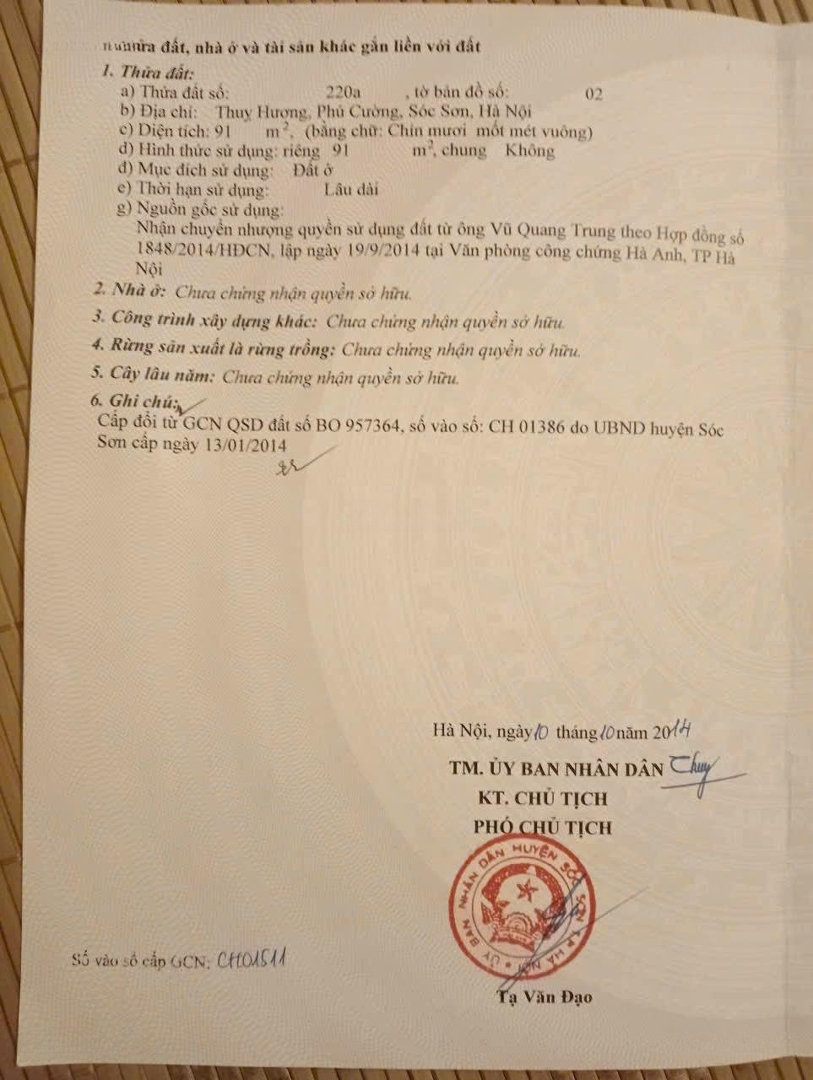 thửa đất, nhà ở và tài sản khác gắn liền với đất
1. Thửa đất:
a) Thửa đất số: 220a , tờ bản đồ số: 02
b) Địa chỉ: Thuỵ Hương, Phú Cường, Sóc Sơn, Hà Nội
c) Diện tích: 91 m², (bằng chữ: Chín mươi mốt mét vuông)
d) Hình thức sử dụng: riêng 91 m², chung Không
đ) Mục đích sử dụng: Đất ở
e) Thời hạn sử dụng: Lâu dài
g) Nguồn gốc sử dụng:
Nhận chuyển nhượng quyền sử dụng đất từ ông Vũ Quang Trung theo Hợp đồng số
1848/2014/HĐCN, lập ngày 19/9/2014 tại Văn phòng công chứng Hà Anh, TP Hà
Nội
2. Nhà ở: Chưa chứng nhận quyền sở hữu.
3. Công trình xây dựng khác: Chưa chứng nhận quyền sở hữu.
4. Rừng sản xuất là rừng trồng: Chưa chứng nhận quyền sở hữu.
5. Cây lâu năm: Chưa chứng nhận quyền sở hữu.
6. Ghi chú:
Cấp đổi từ GCN QSD đất số BO 957364, số vào sổ: CH 01386 do UBND huyện Sóc
Sơn cấp ngày 13/01/2014
Hà Nội, ngày 10 tháng 10 năm 2014
TM. ỦY BAN NHÂN DÂN Thuy
KT. CHỦ TỊCH
PHÓ CHỦ TỊCH
ỦY BAN NHÂN DÂN HUYỆN SÓC SƠN T.P HÀ NỘI
Tạ Văn Đạo
Số vào sổ cấp GCN: CH01511